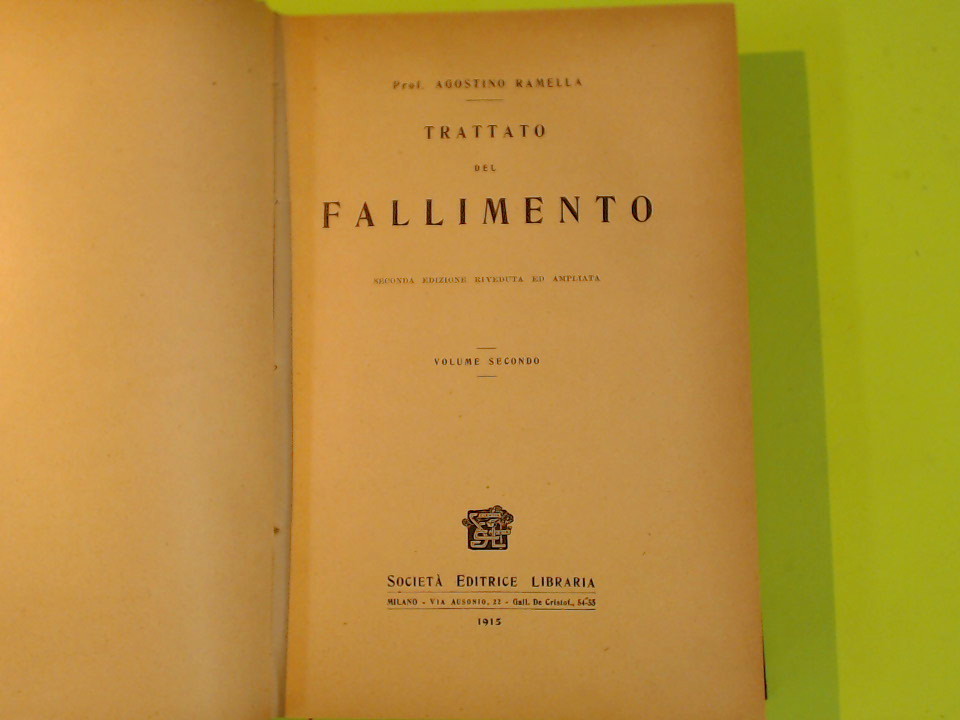 Prof. AGOSTINO RAMELLA
TRATTATO
DEL
FALLIMENTO
SECONDA EDIZIONE RIVEDUTA ED AMPLIATA
VOLUME SECONDO
SOCIETÀ EDITRICE LIBRARIA
MILANO - VIA AUSONIO, 22 - Gall. De Cristof., 54-55
1915